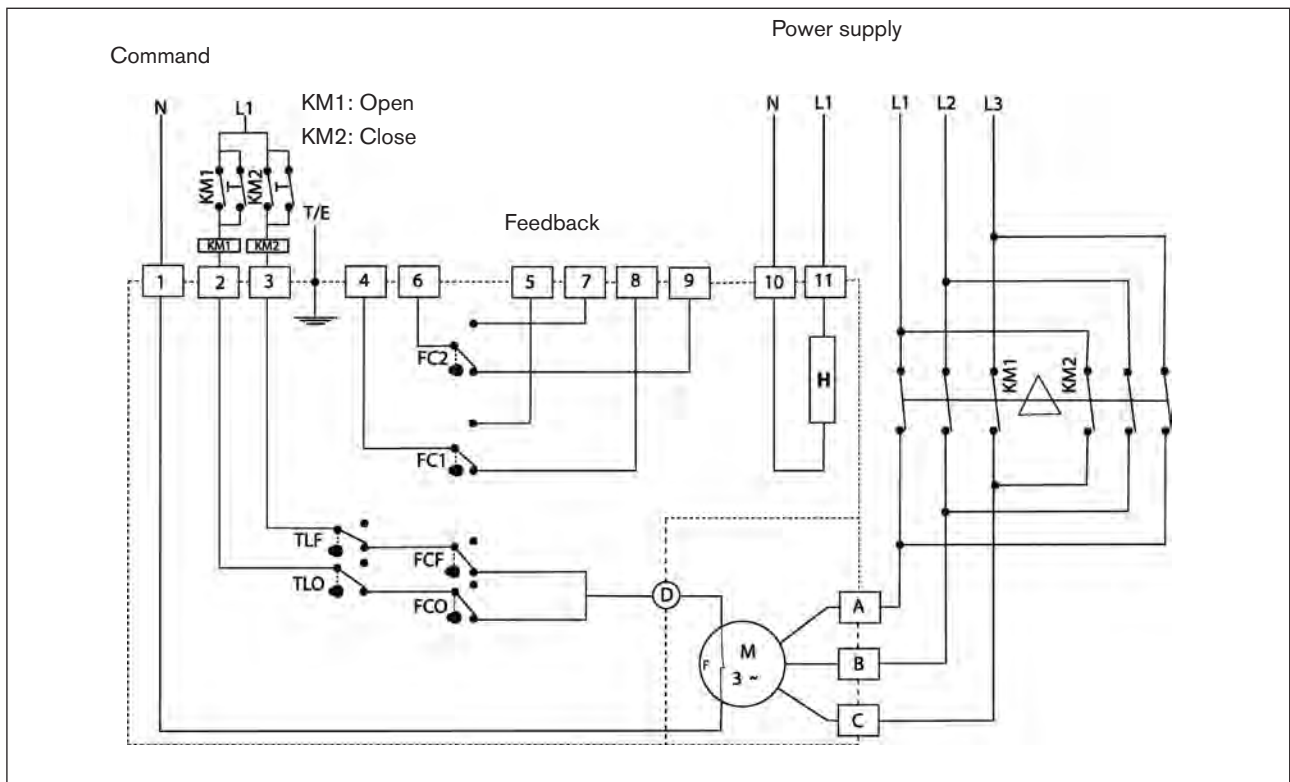 Power supply
Command
N L1 KM1: Open N L1 L1 L2 L3
KM2: Close
KM1 T KM2 T
T/E
Feedback
KM1 KM2
1 2 3 4 6 5 7 8 9 10 11
FC2
KM1 KM2
H
FC1
TLF
FCF
TLO
FCO
D
A
M
F
B
3 ~
C